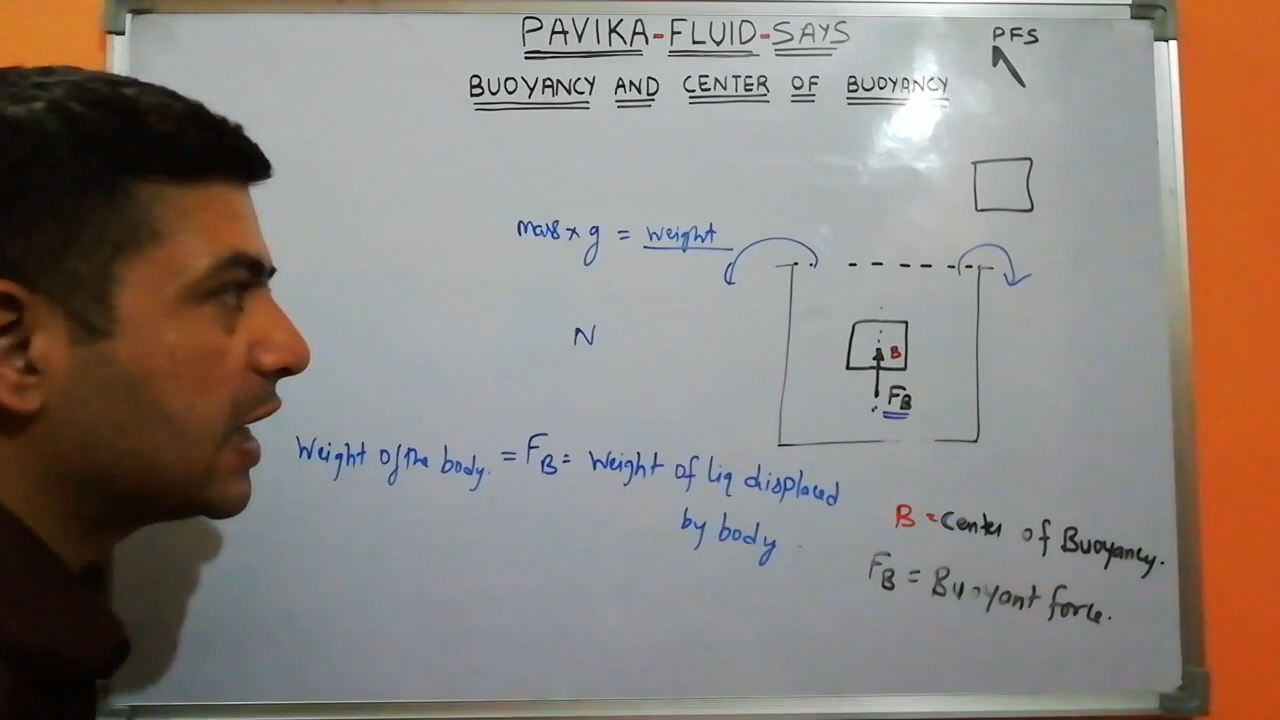 PAVIKA-FLUID-SAYS
PFS
BUOYANCY AND CENTER OF BUOYANCY
mass x g = weight
N
B
FB
Weight of the body. = FB = Weight of liq displaced
by body.
B = Center of Buoyancy.
FB = Buoyant force.